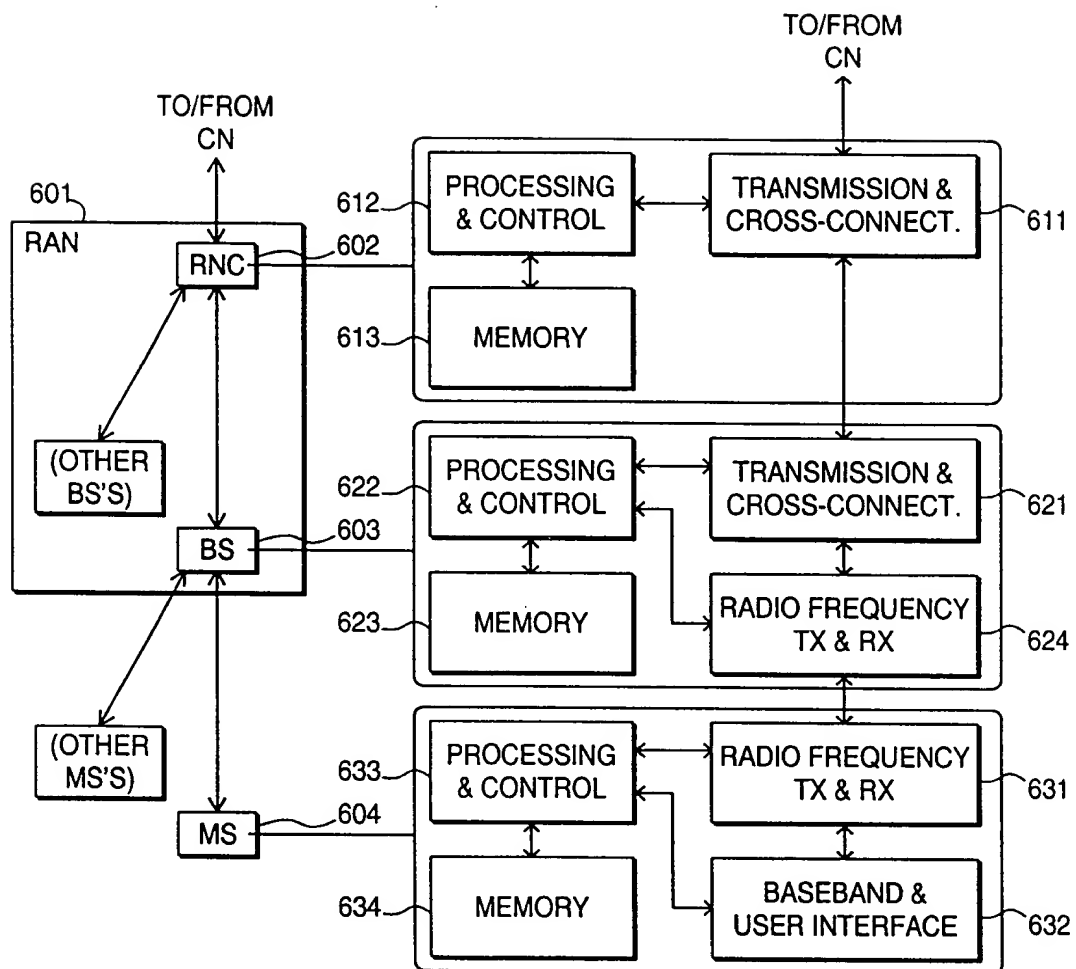 TO/FROM
CN
TO/FROM
CN
601
RAN
RNC
602
612
PROCESSING
& CONTROL
TRANSMISSION &
CROSS-CONNECT.
611
613
MEMORY
(OTHER
BS'S)
BS
603
622
PROCESSING
& CONTROL
TRANSMISSION &
CROSS-CONNECT.
621
623
MEMORY
RADIO FREQUENCY
TX & RX
624
(OTHER
MS'S)
MS
604
633
PROCESSING
& CONTROL
RADIO FREQUENCY
TX & RX
631
634
MEMORY
BASEBAND &
USER INTERFACE
632